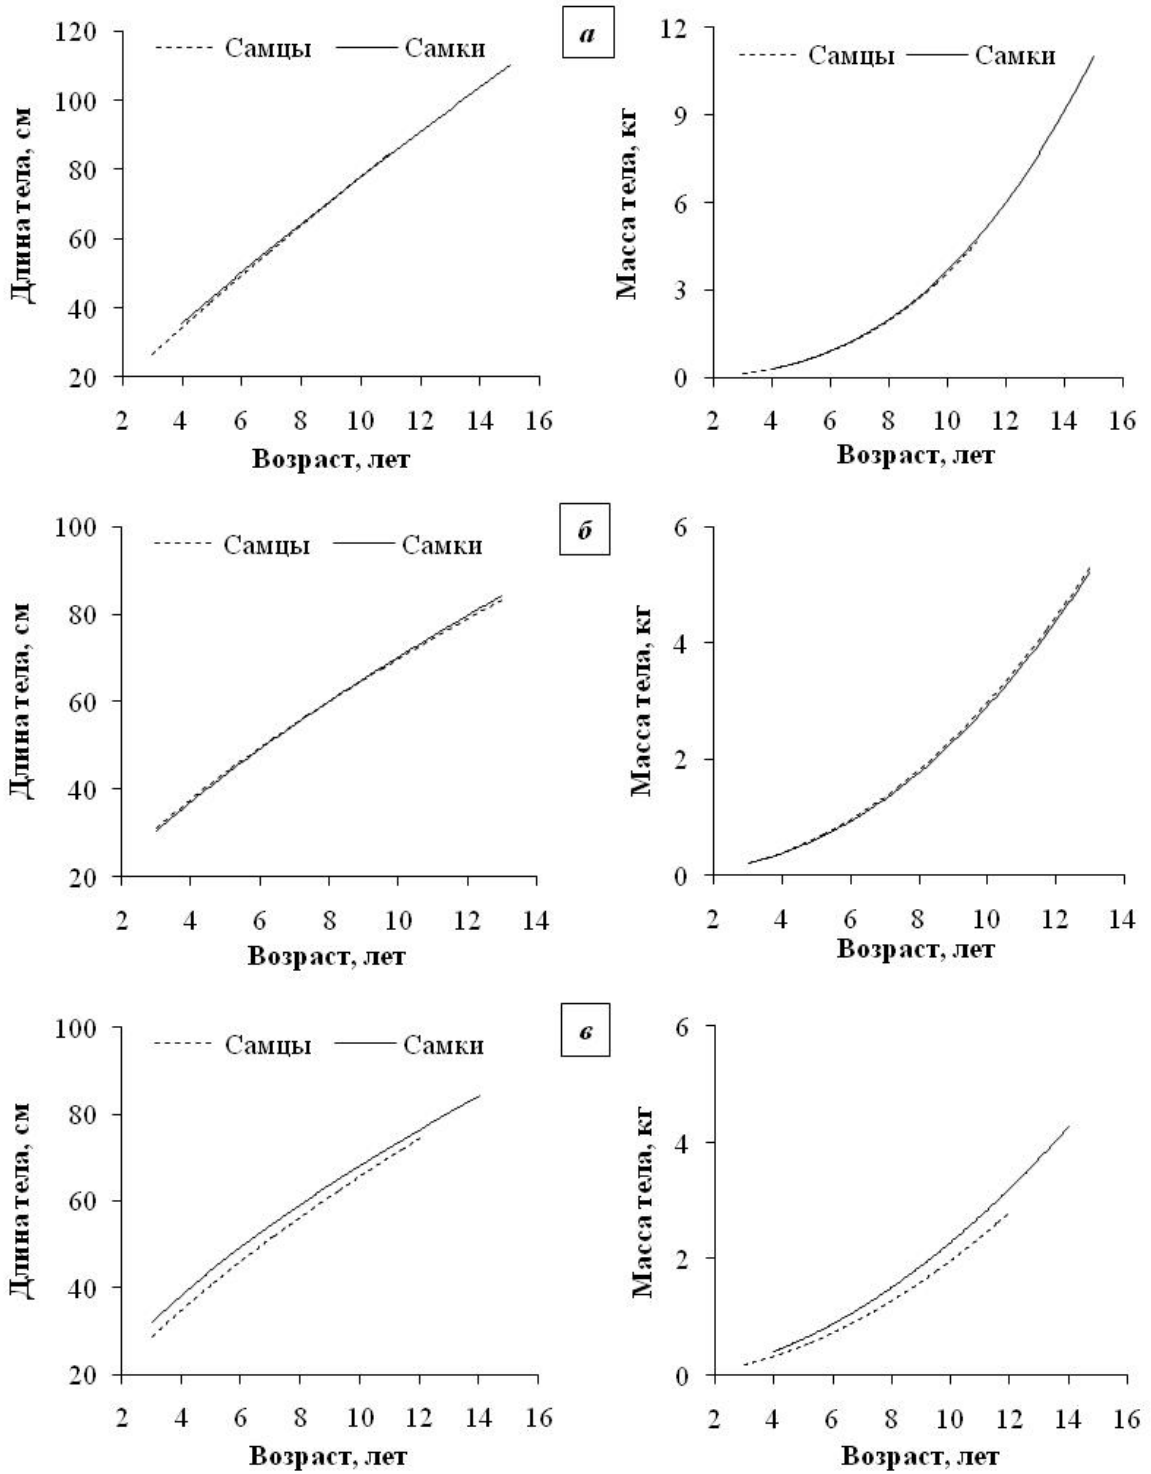 а
120
100
80
60
40
20
Длина тела, см
Самцы Самки
2 4 6 8 10 12 14 16
Возраст, лет
12
9
6
3
0
Масса тела, кг
Самцы Самки
2 4 6 8 10 12 14 16
Возраст, лет
б
100
80
60
40
20
Длина тела, см
Самцы Самки
2 4 6 8 10 12 14
Возраст, лет
6
4
2
0
Масса тела, кг
2 4 6 8 10 12 14
Возраст, лет
в
100
80
60
40
20
Длина тела, см
Самцы Самки
2 4 6 8 10 12 14 16
Возраст, лет
6
4
2
0
Масса тела, кг
2 4 6 8 10 12 14 16
Возраст, лет